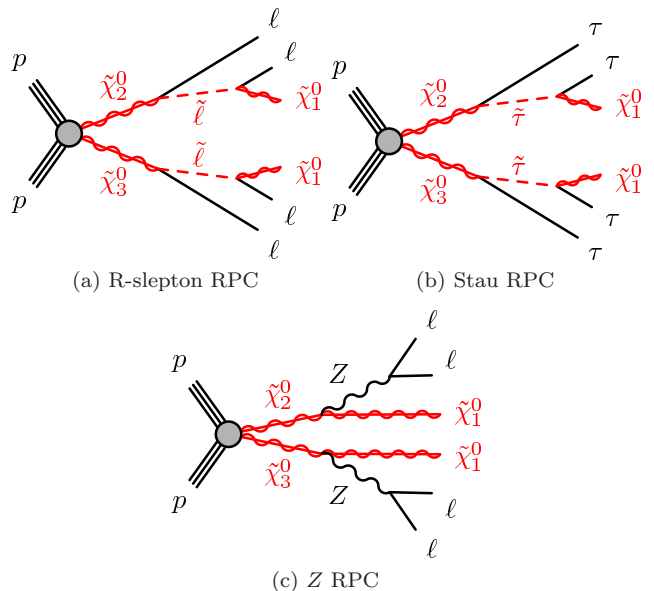 p p χ̃⁰₂ χ̃⁰₃ ℓ̃ ℓ̃ ℓ ℓ χ̃⁰₁ χ̃⁰₁ ℓ ℓ
(a) R-slepton RPC
p p χ̃⁰₂ χ̃⁰₃ τ̃ τ̃ τ τ χ̃⁰₁ χ̃⁰₁ τ τ
(b) Stau RPC
p p χ̃⁰₂ χ̃⁰₃ Z Z ℓ ℓ χ̃⁰₁ χ̃⁰₁ ℓ ℓ
(c) Z RPC